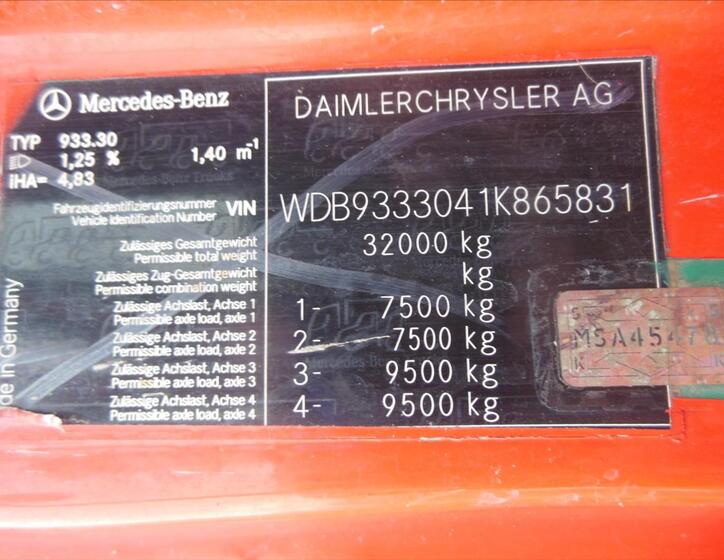 Mercedes-Benz
DAIMLERCHRYSLER AG
TYP 933.30
1,25 % 1,40 m-1
iHA= 4,83
Fahrzeugidentifizierungsnummer
Vehicle Identification Number VIN WDB9333041K865831
Zulässiges Gesamtgewicht
Permissible total weight 32000 kg
Zulässiges Zug-Gesamtgewicht
Permissible combination weight kg
Zulässige Achslast, Achse 1
Permissible axle load, axle 1 1- 7500 kg
Zulässige Achslast, Achse 2
Permissible axle load, axle 2 2- 7500 kg
Zulässige Achslast, Achse 3
Permissible axle load, axle 3 3- 9500 kg
Zulässige Achslast, Achse 4
Permissible axle load, axle 4 4- 9500 kg
in Germany